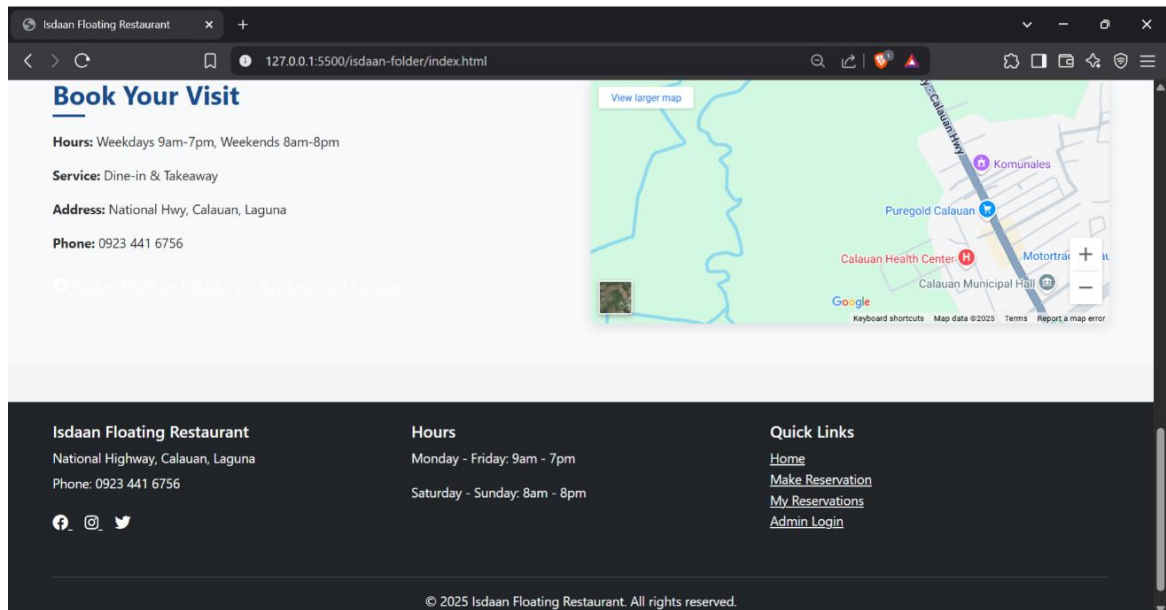 Isdaan Floating Restaurant
127.0.0.1:5500/isdaan-folder/index.html
1
Book Your Visit
Hours: Weekdays 9am-7pm, Weekends 8am-8pm
Service: Dine-in & Takeaway
Address: National Hwy, Calauan, Laguna
Phone: 0923 441 6756
View larger map
Calauan Hwy
Komunales
Puregold Calauan
Calauan Health Center
Motortra
Calauan Municipal Hall
Google
Keyboard shortcuts Map data ©2025 Terms Report a map error
Isdaan Floating Restaurant
National Highway, Calauan, Laguna
Phone: 0923 441 6756
Hours
Monday - Friday: 9am - 7pm
Saturday - Sunday: 8am - 8pm
Quick Links
Home
Make Reservation
My Reservations
Admin Login
© 2025 Isdaan Floating Restaurant. All rights reserved.